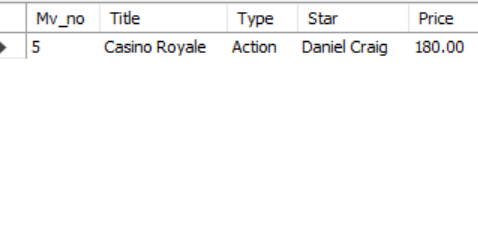 Mv_no Title Type Star Price
5 Casino Royale Action Daniel Craig 180.00